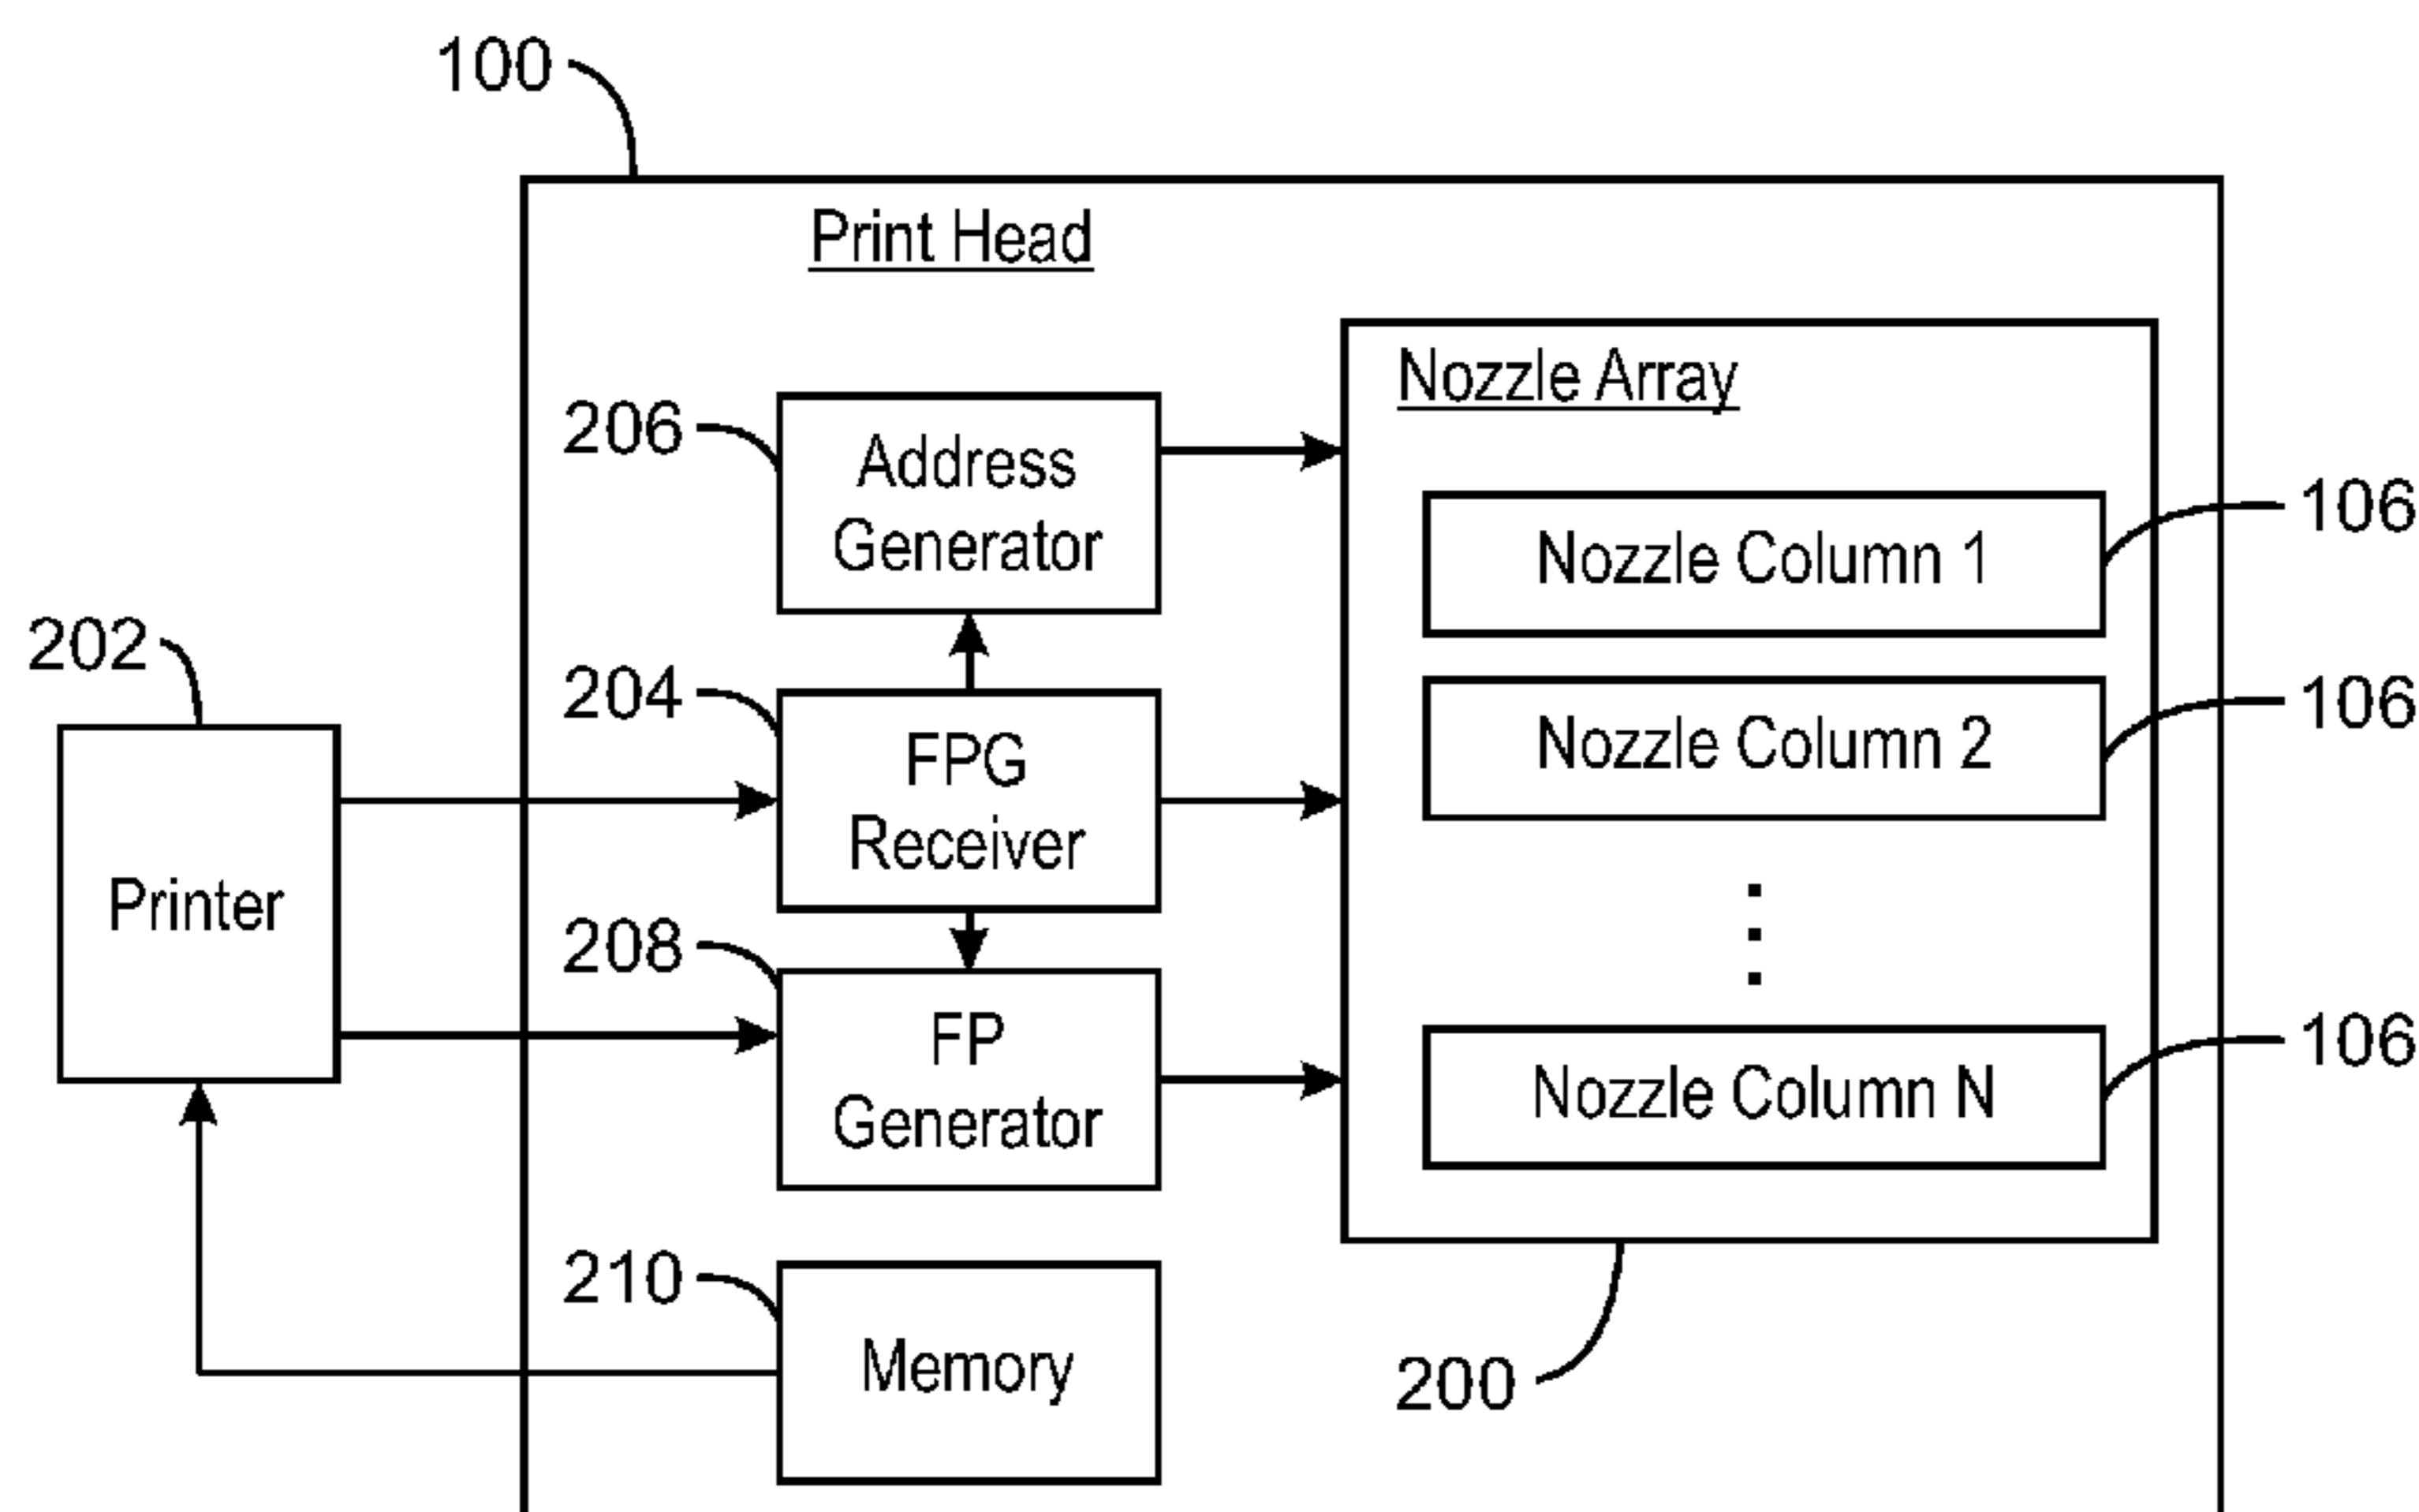 100
Print Head
Nozzle Array
206
Address
Generator
Nozzle Column 1
106
202
204
FPG
Receiver
Nozzle Column 2
106
Printer
208
FP
Generator
Nozzle Column N
106
210
Memory
200